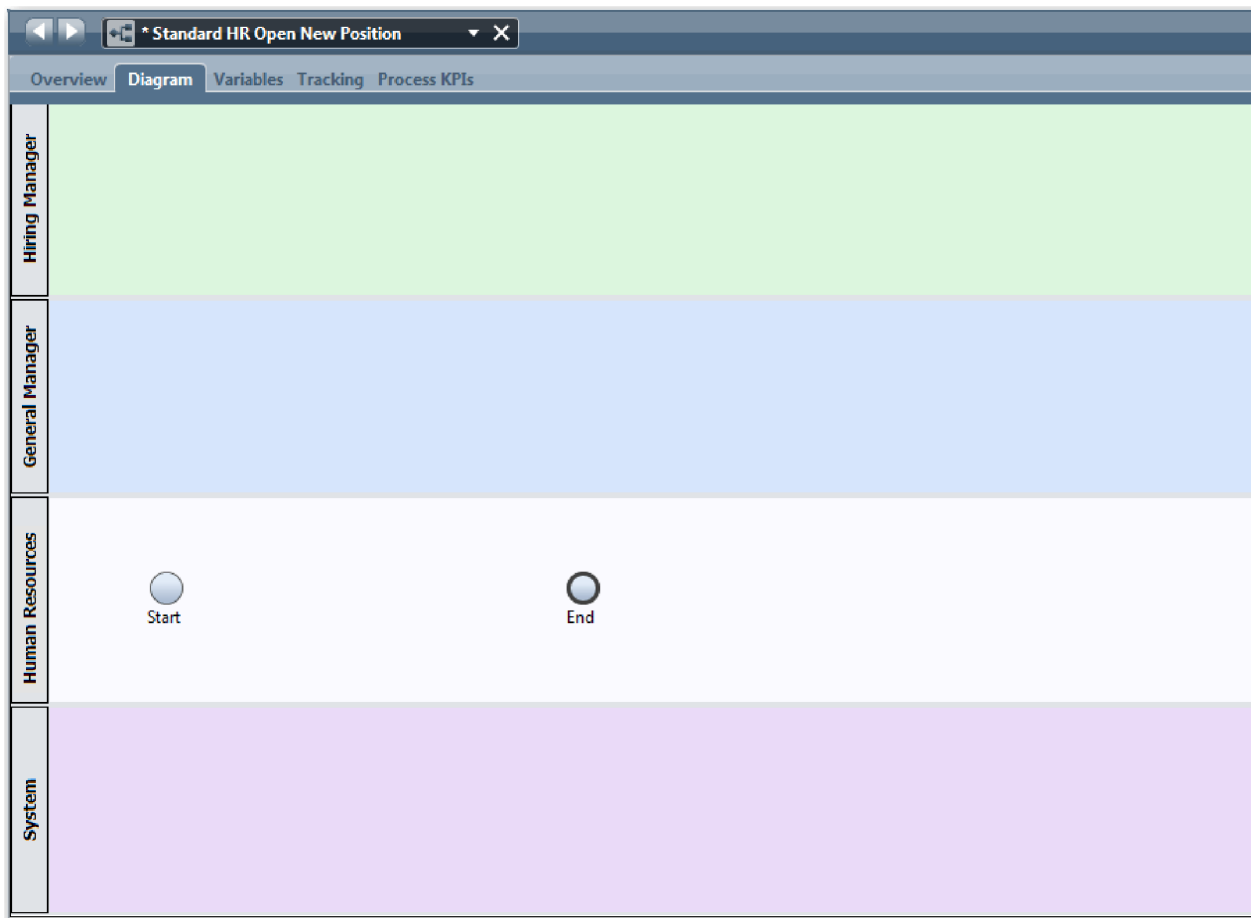 * Standard HR Open New Position
Overview Diagram Variables Tracking Process KPIs
Hiring Manager
General Manager
Human Resources
Start End
System